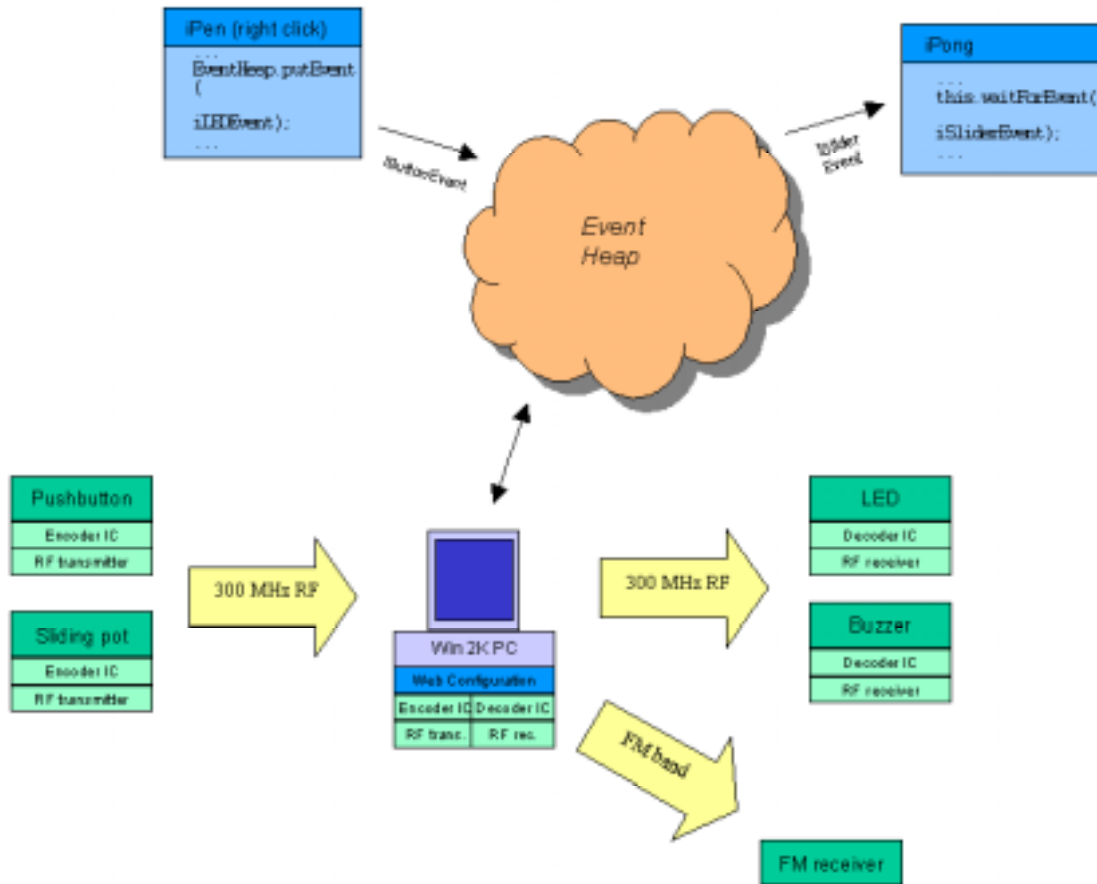 iPen (right click)
...
EventHeep.putEvent
(
iLEDEvent);
...
iButtonEvent
iPong
...
this.waitForEvent(
iSliderEvent);
...
Event
Event
Heap
Pushbutton
Encoder IC
RF transmitter
Sliding pot
Encoder IC
RF transmitter
300 MHz RF
Win 2K PC
Web Configuration
Encoder IC Decoder IC
RF trans. RF rec.
300 MHz RF
LED
Decoder IC
RF receiver
Buzzer
Decoder IC
RF receiver
FM band
FM receiver